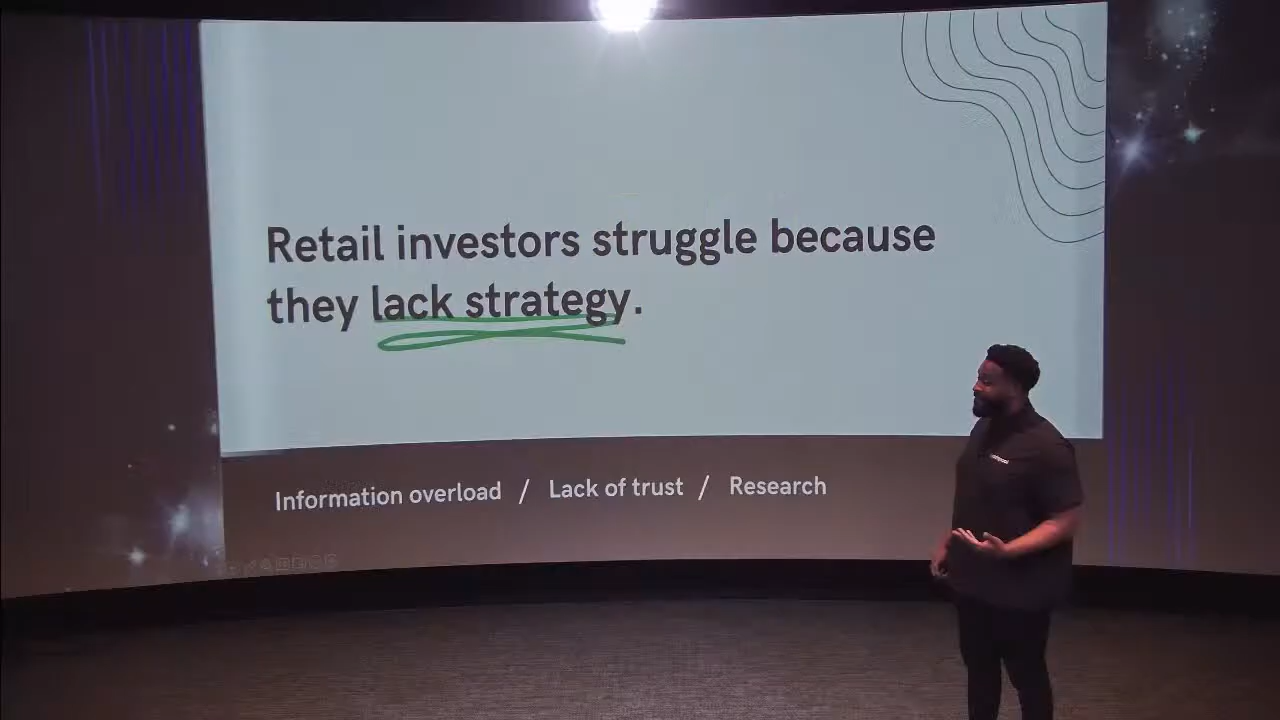 Retail investors struggle because
they lack strategy.
Information overload / Lack of trust / Research